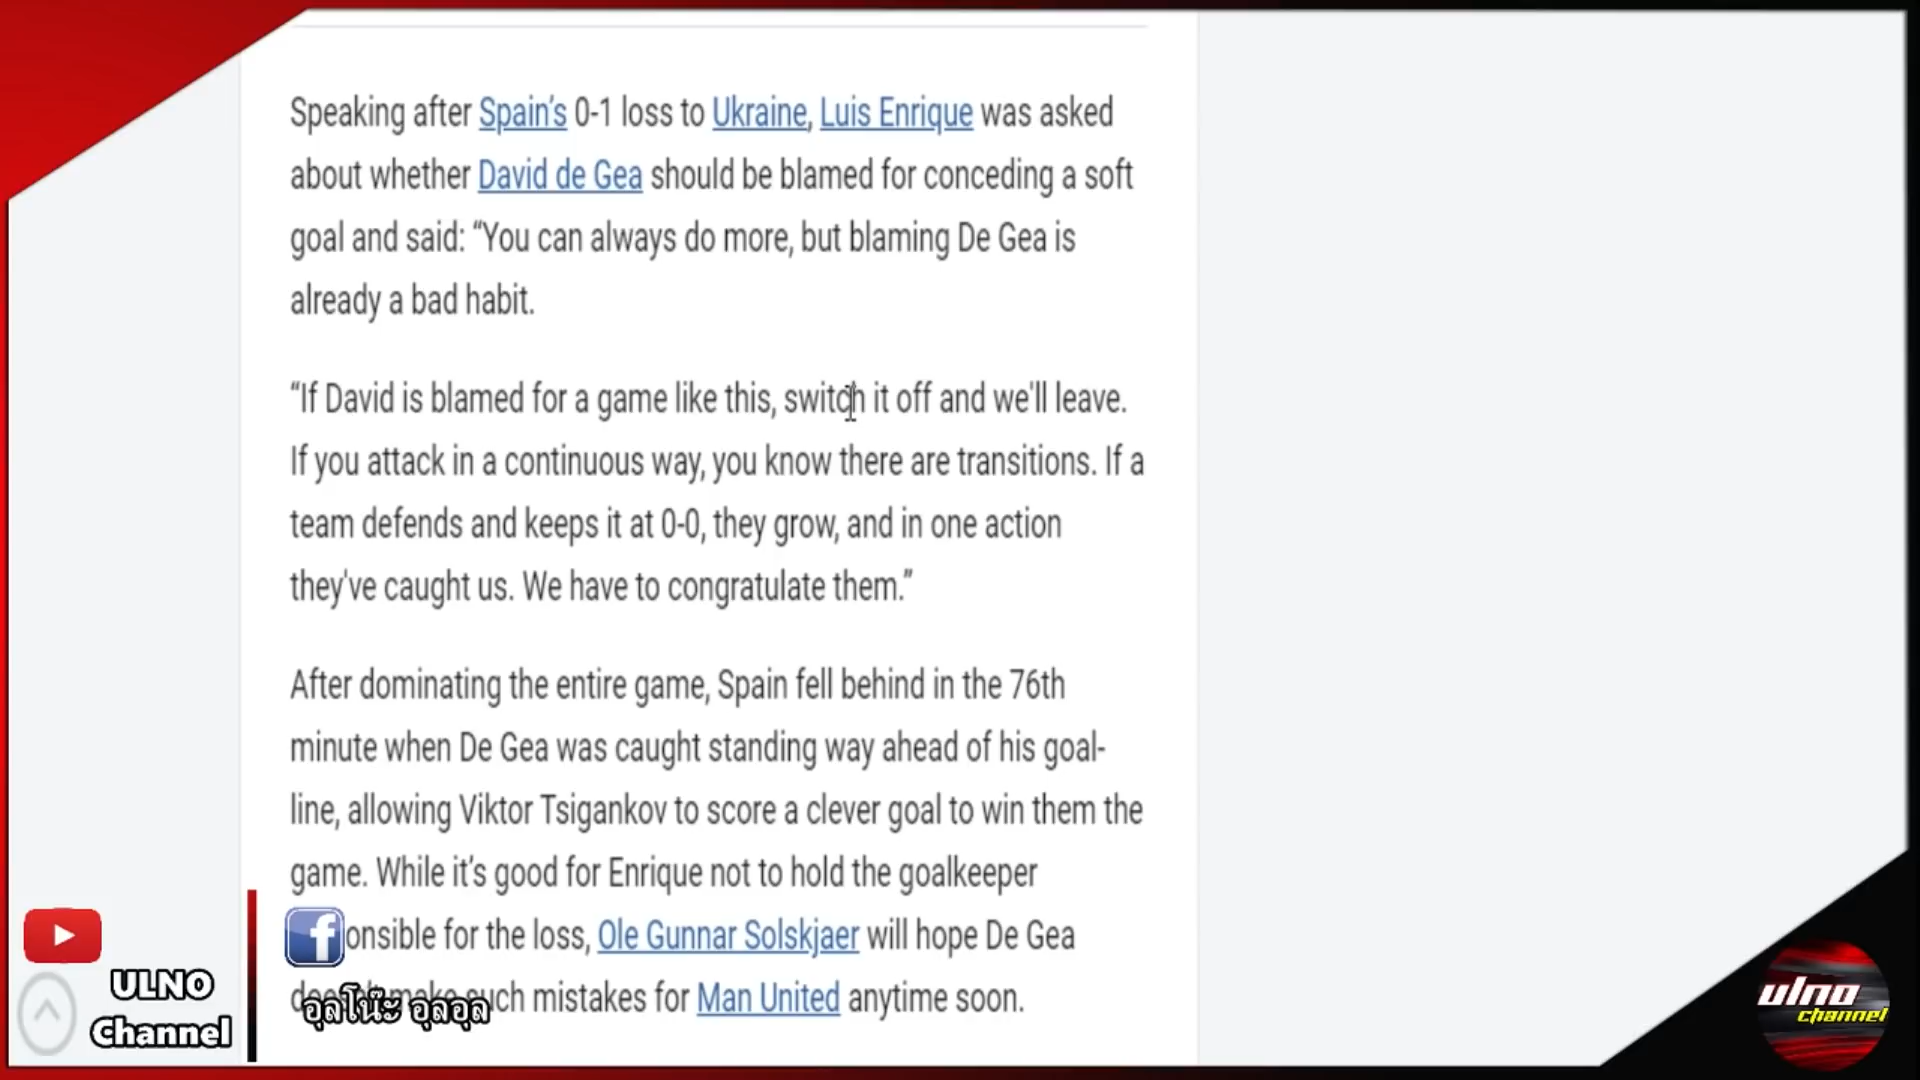 Speaking after Spain's 0-1 loss to Ukraine, Luis Enrique was asked
about whether David de Gea should be blamed for conceding a soft
goal and said: “You can always do more, but blaming De Gea is
already a bad habit.
“If David is blamed for a game like this, switch it off and we'll leave.
If you attack in a continuous way, you know there are transitions. If a
team defends and keeps it at 0-0, they grow, and in one action
they've caught us. We have to congratulate them.”
After dominating the entire game, Spain fell behind in the 76th
minute when De Gea was caught standing way ahead of his goal-
line, allowing Viktor Tsigankov to score a clever goal to win them the
game. While it’s good for Enrique not to hold the goalkeeper
onsible for the loss, Ole Gunnar Solskjaer will hope De Gea
such mistakes for Man United anytime soon.
ULNO
Channel
อุลโน๊ะ อุลอุล
ulno
channel